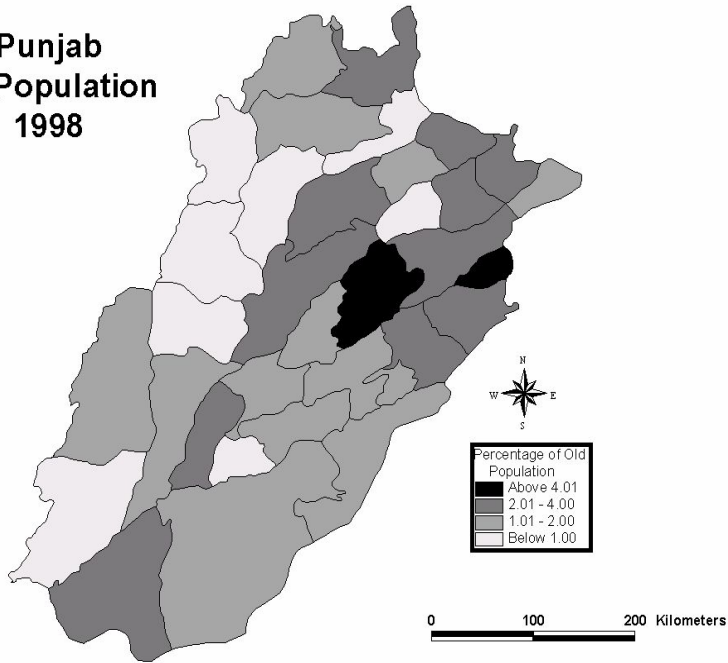 Punjab
Population
1998
N
W E
S
Percentage of Old
Population
Above 4.01
2.01 - 4.00
1.01 - 2.00
Below 1.00
0 100 200 Kilometers